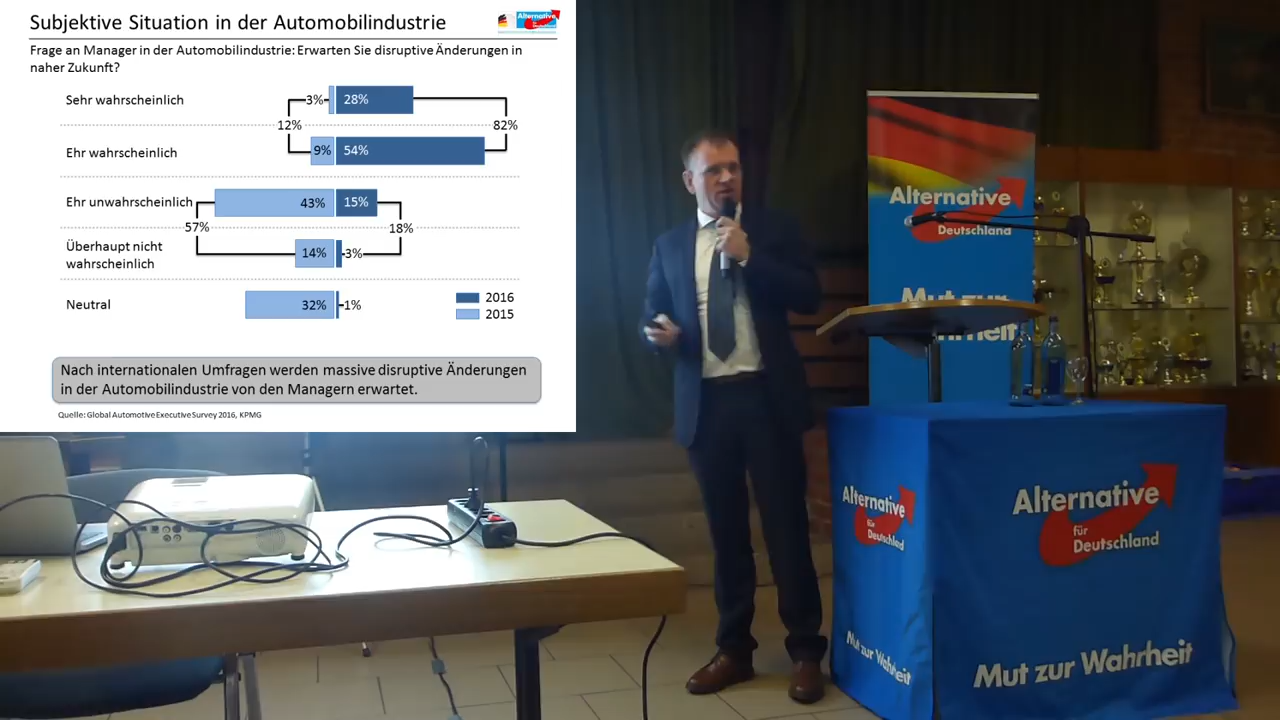 Subjektive Situation in der Automobilindustrie
Alternative
für
Deutschland
Frage an Manager in der Automobilindustrie: Erwarten Sie disruptive Änderungen in
naher Zukunft?
Sehr wahrscheinlich
3%
28%
12%
82%
Ehr wahrscheinlich
9%
54%
Ehr unwahrscheinlich
43%
15%
57%
18%
Überhaupt nicht
wahrscheinlich
14%
3%
Neutral
32%
1%
2016
2015
Nach internationalen Umfragen werden massive disruptive Änderungen
in der Automobilindustrie von den Managern erwartet.
Quelle: Global Automotive Executive Survey 2016, KPMG
Alternative
Deutschland
Mut zur
Alternative
für
Deutschland
Mut zur Wahrheit
Alternative
für
Deutschland
Mut zur Wahrheit